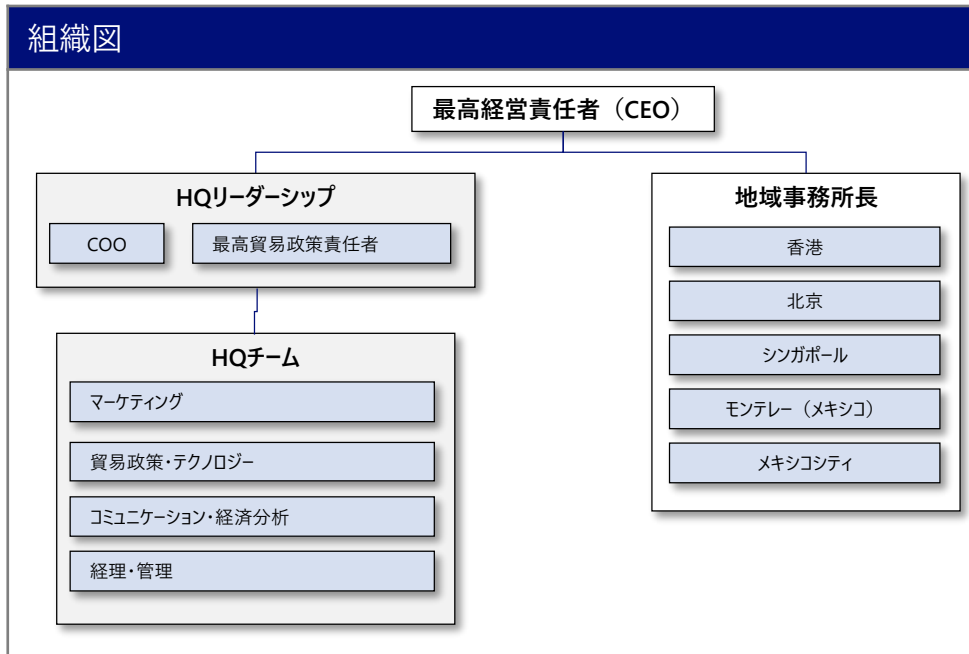 組織図
最高経営責任者（CEO）
HQリーダーシップ
COO
最高貿易政策責任者
HQチーム
マーケティング
貿易政策・テクノロジー
コミュニケーション・経済分析
経理・管理
地域事務所長
香港
北京
シンガポール
モンテレー（メキシコ）
メキシコシティ